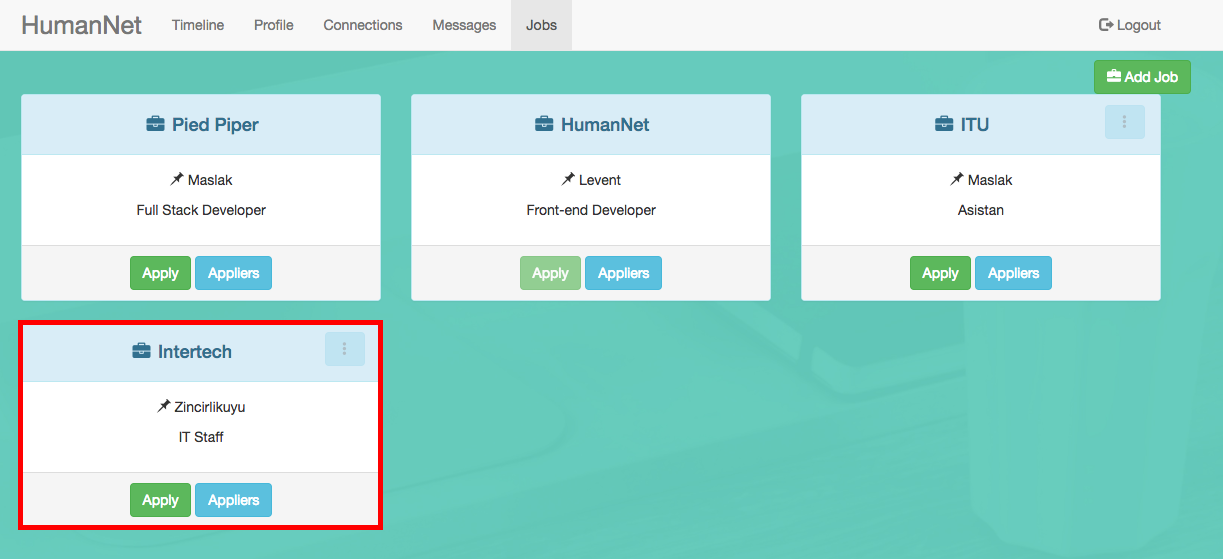 HumanNet Timeline Profile Connections Messages Jobs Logout
Add Job
Pied Piper
Maslak
Full Stack Developer
Apply Appliers
HumanNet
Levent
Front-end Developer
Apply Appliers
ITU
Maslak
Asistan
Apply Appliers
Intertech
Zincirlikuyu
IT Staff
Apply Appliers